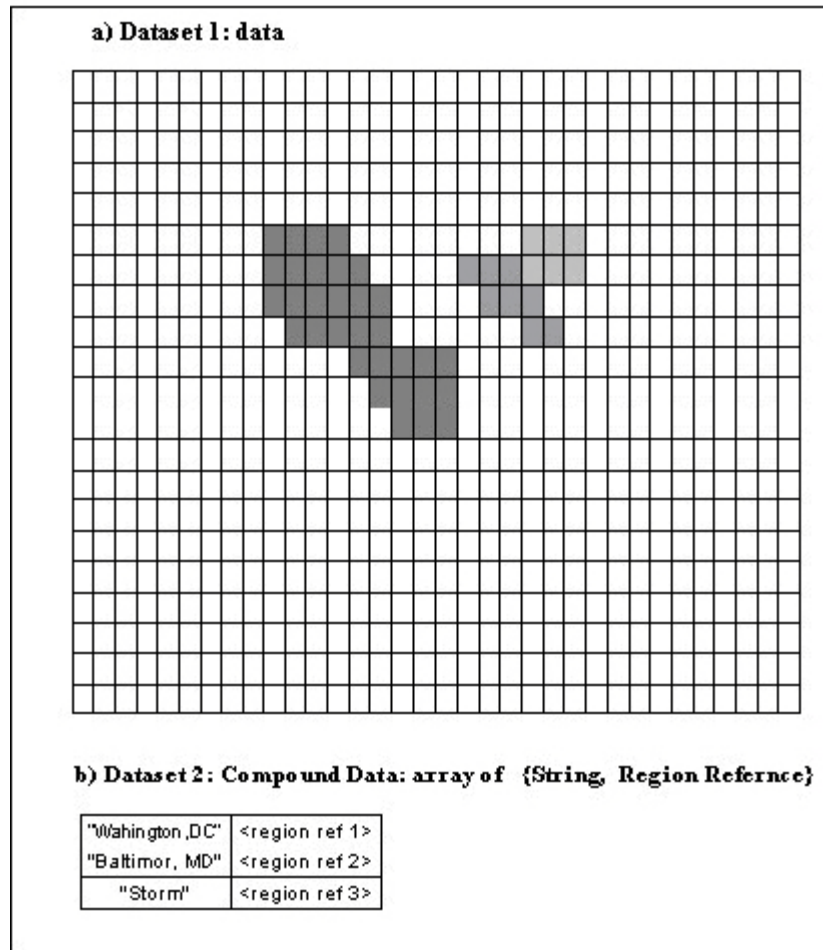 a) Dataset 1: data
b) Dataset 2: Compound Data: array of {String, Region Refernce}
"Wahington,DC" <region ref 1>
"Baltimor, MD" <region ref 2>
"Storm" <region ref 3>